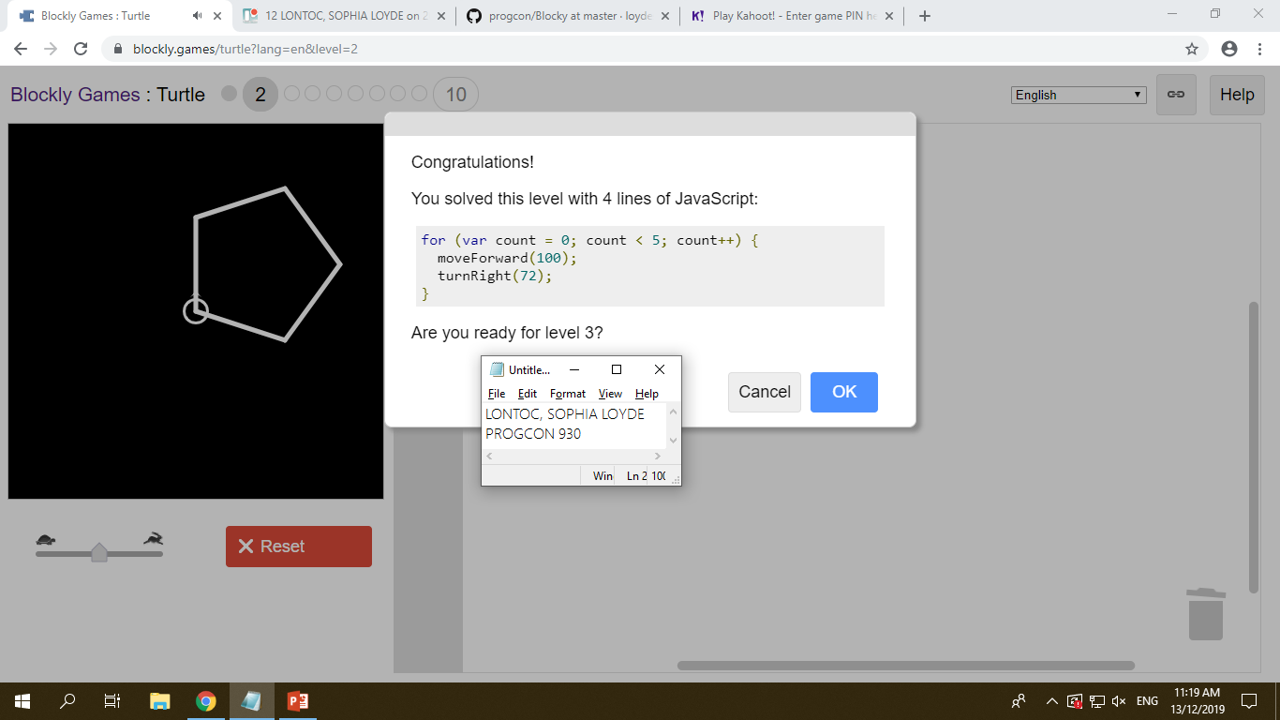 Blockly Games : Turtle
12 LONTOC, SOPHIA LOYDE on 2
progcon/Blocky at master · loyde
Play Kahoot! - Enter game PIN he
blockly.games/turtle?lang=en&level=2
Blockly Games : Turtle
2
10
English
Help
Congratulations!
You solved this level with 4 lines of JavaScript:
for (var count = 0; count < 5; count++) {
  moveForward(100);
  turnRight(72);
}
Are you ready for level 3?
Cancel
OK
Untitle...
File Edit Format View Help
LONTOC, SOPHIA LOYDE
PROGCON 930
Win
Ln 2
100
Reset
ENG
11:19 AM
13/12/2019